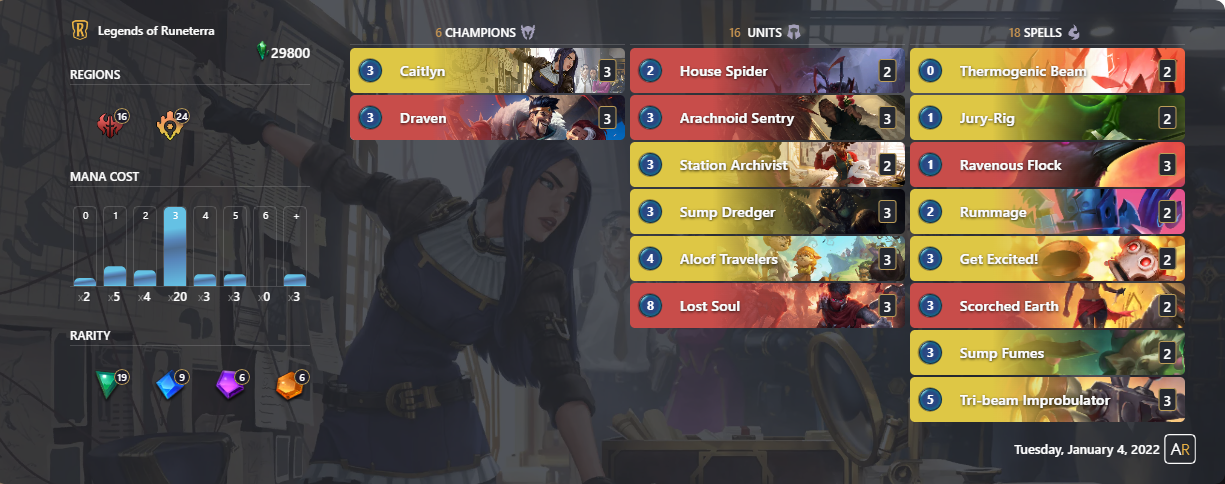 Legends of Runeterra
29800
REGIONS
16
24
MANA COST
0 1 2 3 4 5 6 +
x2 x5 x4 x20 x3 x3 x0 x3
RARITY
19 9 6 6
6 CHAMPIONS
3 Caitlyn 3
3 Draven 3
16 UNITS
2 House Spider 2
3 Arachnoid Sentry 3
3 Station Archivist 2
3 Sump Dredger 3
4 Aloof Travelers 3
8 Lost Soul 3
18 SPELLS
0 Thermogenic Beam 2
1 Jury-Rig 2
1 Ravenous Flock 3
2 Rummage 2
3 Get Excited! 2
3 Scorched Earth 2
3 Sump Fumes 2
5 Tri-beam Improbulator 3
Tuesday, January 4, 2022 AR